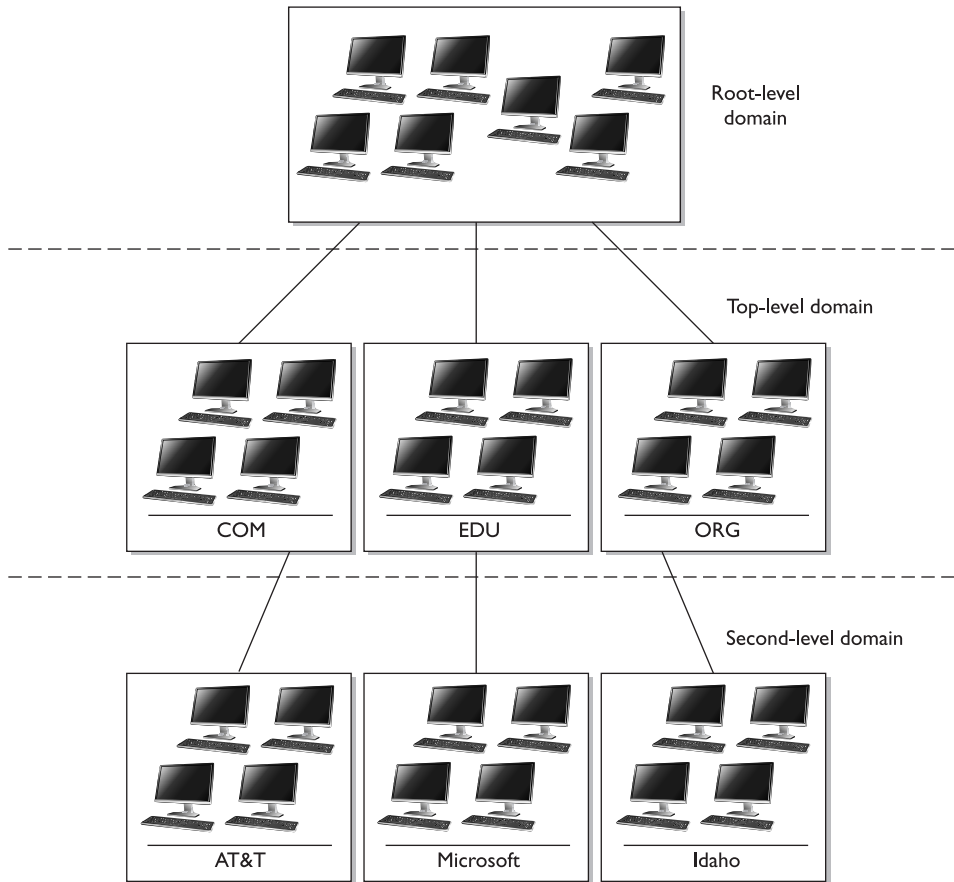 Root-level
domain
Top-level domain
COM
EDU
ORG
Second-level domain
AT&T
Microsoft
Idaho